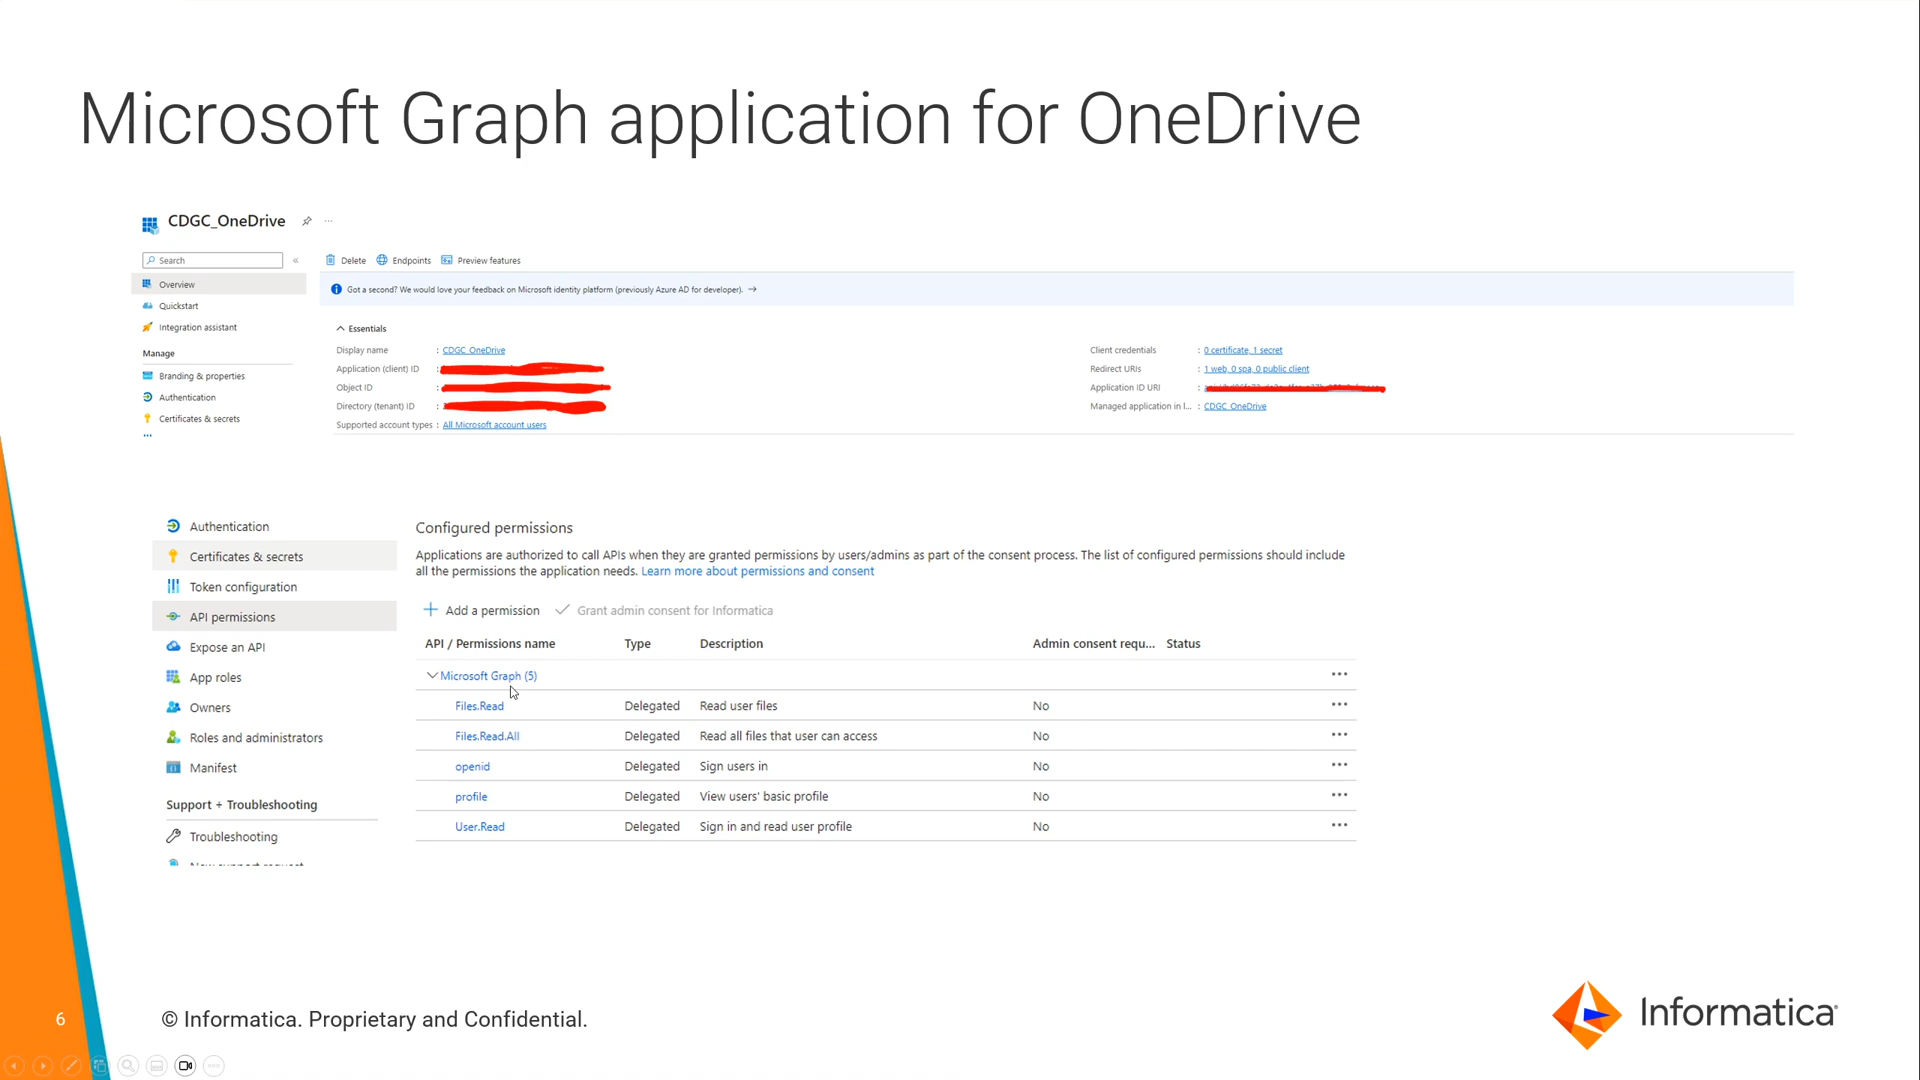 Microsoft Graph application for OneDrive
CDGC_OneDrive
Search
Delete Endpoints Preview features
Overview
Got a second? We would love your feedback on Microsoft identity platform (previously Azure AD for developer). →
Quickstart
Integration assistant
Essentials
Manage
Display name : CDGC_OneDrive
Client credentials : 0 certificate, 1 secret
Application (client) ID :
Redirect URIs : 1 web, 0 spa, 0 public client
Branding & properties
Object ID :
Application ID URI :
Authentication
Directory (tenant) ID :
Managed application in l... : CDGC_OneDrive
Certificates & secrets
Supported account types : All Microsoft account users
Authentication
Certificates & secrets
Token configuration
API permissions
Expose an API
App roles
Owners
Roles and administrators
Manifest
Support + Troubleshooting
Troubleshooting
Configured permissions
Applications are authorized to call APIs when they are granted permissions by users/admins as part of the consent process. The list of configured permissions should include
all the permissions the application needs. Learn more about permissions and consent
Add a permission Grant admin consent for Informatica
API / Permissions name Type Description Admin consent requ... Status
Microsoft Graph (5)
Files.Read Delegated Read user files No
Files.Read.All Delegated Read all files that user can access No
openid Delegated Sign users in No
profile Delegated View users' basic profile No
User.Read Delegated Sign in and read user profile No
6
© Informatica. Proprietary and Confidential.
Informatica